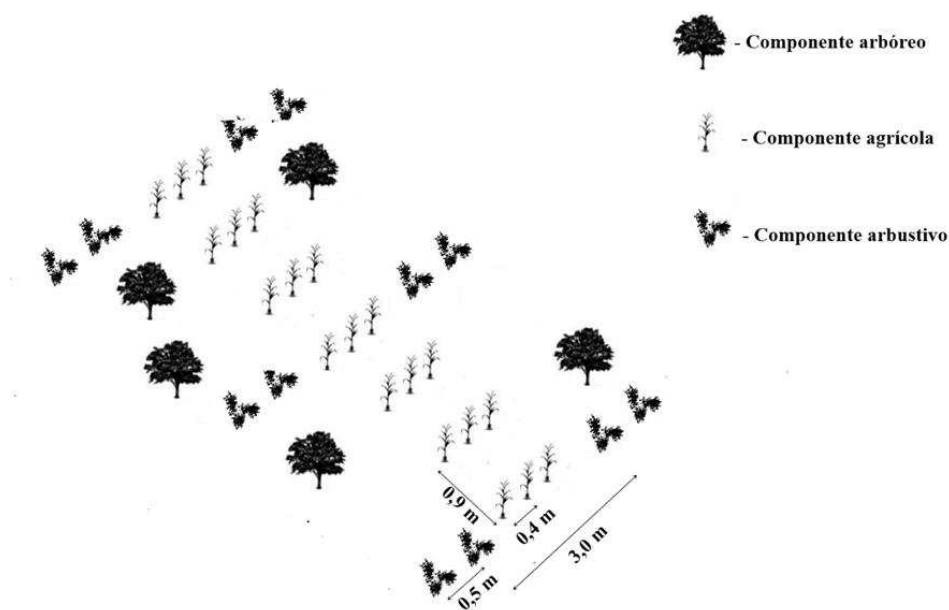 - Componente arbóreo
- Componente agrícola
- Componente arbustivo
0,9 m
0,4 m
3,0 m
0,5 m